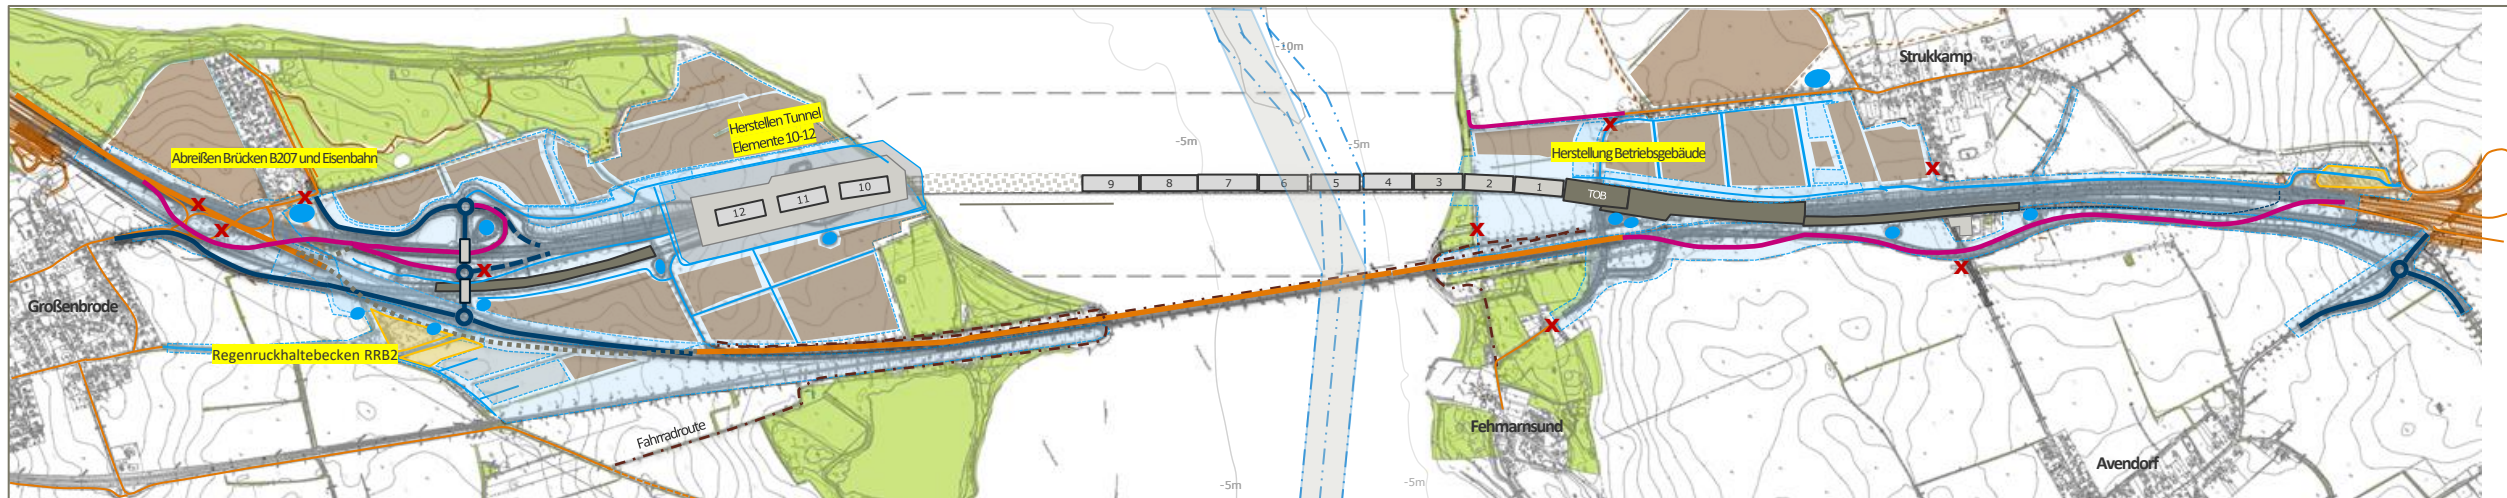 -10m
Strukkamp
Herstellen Tunnel
Elemente 10-12
-5m
-5m
Abreißen Brücken B207 und Eisenbahn
Herstellung Betriebsgebäude
X
X
X
X
X
X
X
X
X
12
11
10
9
8
7
6
5
4
3
2
1
TOB
Großenbrode
Regenruckhaltebecken RRB2
Fahrradroute
Fehmarnsund
Avendorf
-5m
-5m